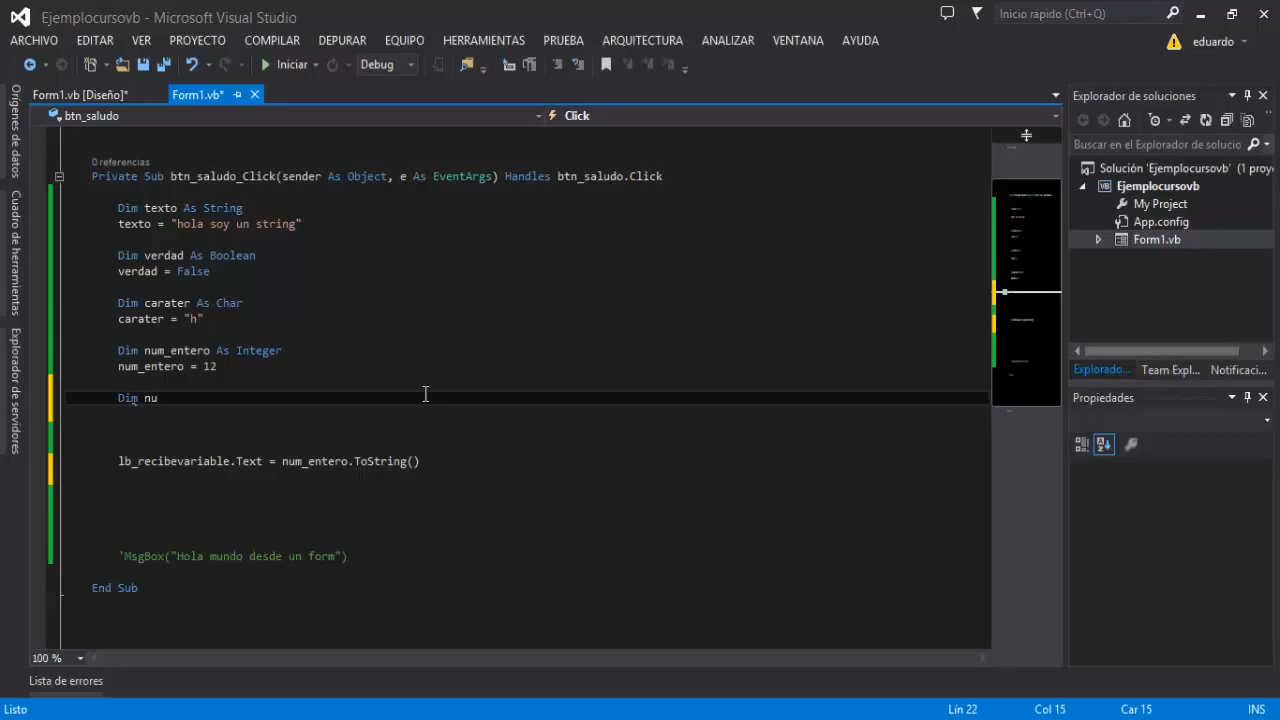 Ejemplocursovb - Microsoft Visual Studio
Inicio rápido (Ctrl+Q)
ARCHIVO EDITAR VER PROYECTO COMPILAR DEPURAR EQUIPO HERRAMIENTAS PRUEBA ARQUITECTURA ANALIZAR VENTANA AYUDA
eduardo
Iniciar
Debug
Form1.vb [Diseño]*
Form1.vb*
btn_saludo
Click
Orígenes de datos
Cuadro de herramientas
Explorador de servidores
0 referencias
Private Sub btn_saludo_Click(sender As Object, e As EventArgs) Handles btn_saludo.Click
Dim texto As String
texto = "hola soy un string"
Dim verdad As Boolean
verdad = False
Dim carater As Char
carater = "h"
Dim num_entero As Integer
num_entero = 12
Dim nu
lb_recibevariable.Text = num_entero.ToString()
'MsgBox("Hola mundo desde un form")
End Sub
100 %
Explorador de soluciones
Buscar en el Explorador de solucio
Solución 'Ejemplocursovb' (1 proye
Ejemplocursovb
My Project
App.config
Form1.vb
Explorado... Team Expl... Notificaci...
Propiedades
Lista de errores
Listo
Lín 22
Col 15
Car 15
INS